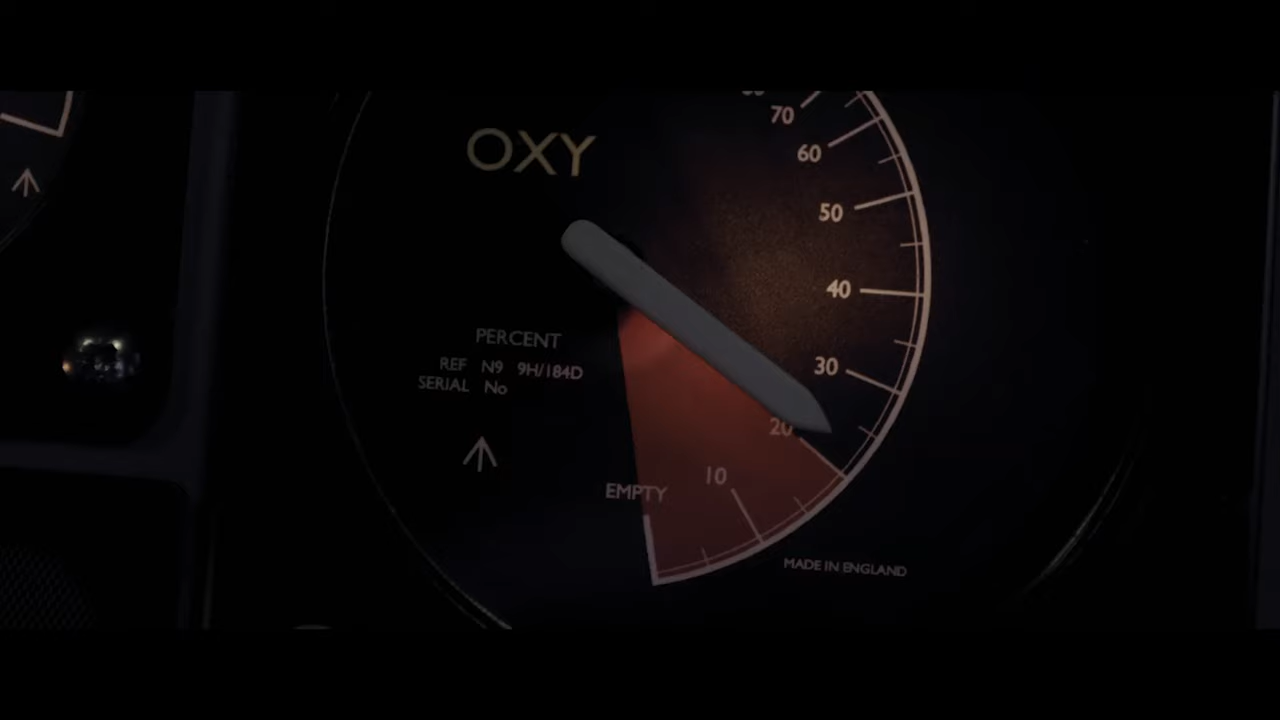 OXY
70
60
50
40
30
20
10
EMPTY
PERCENT
REF N9 9H/184D
SERIAL No
MADE IN ENGLAND